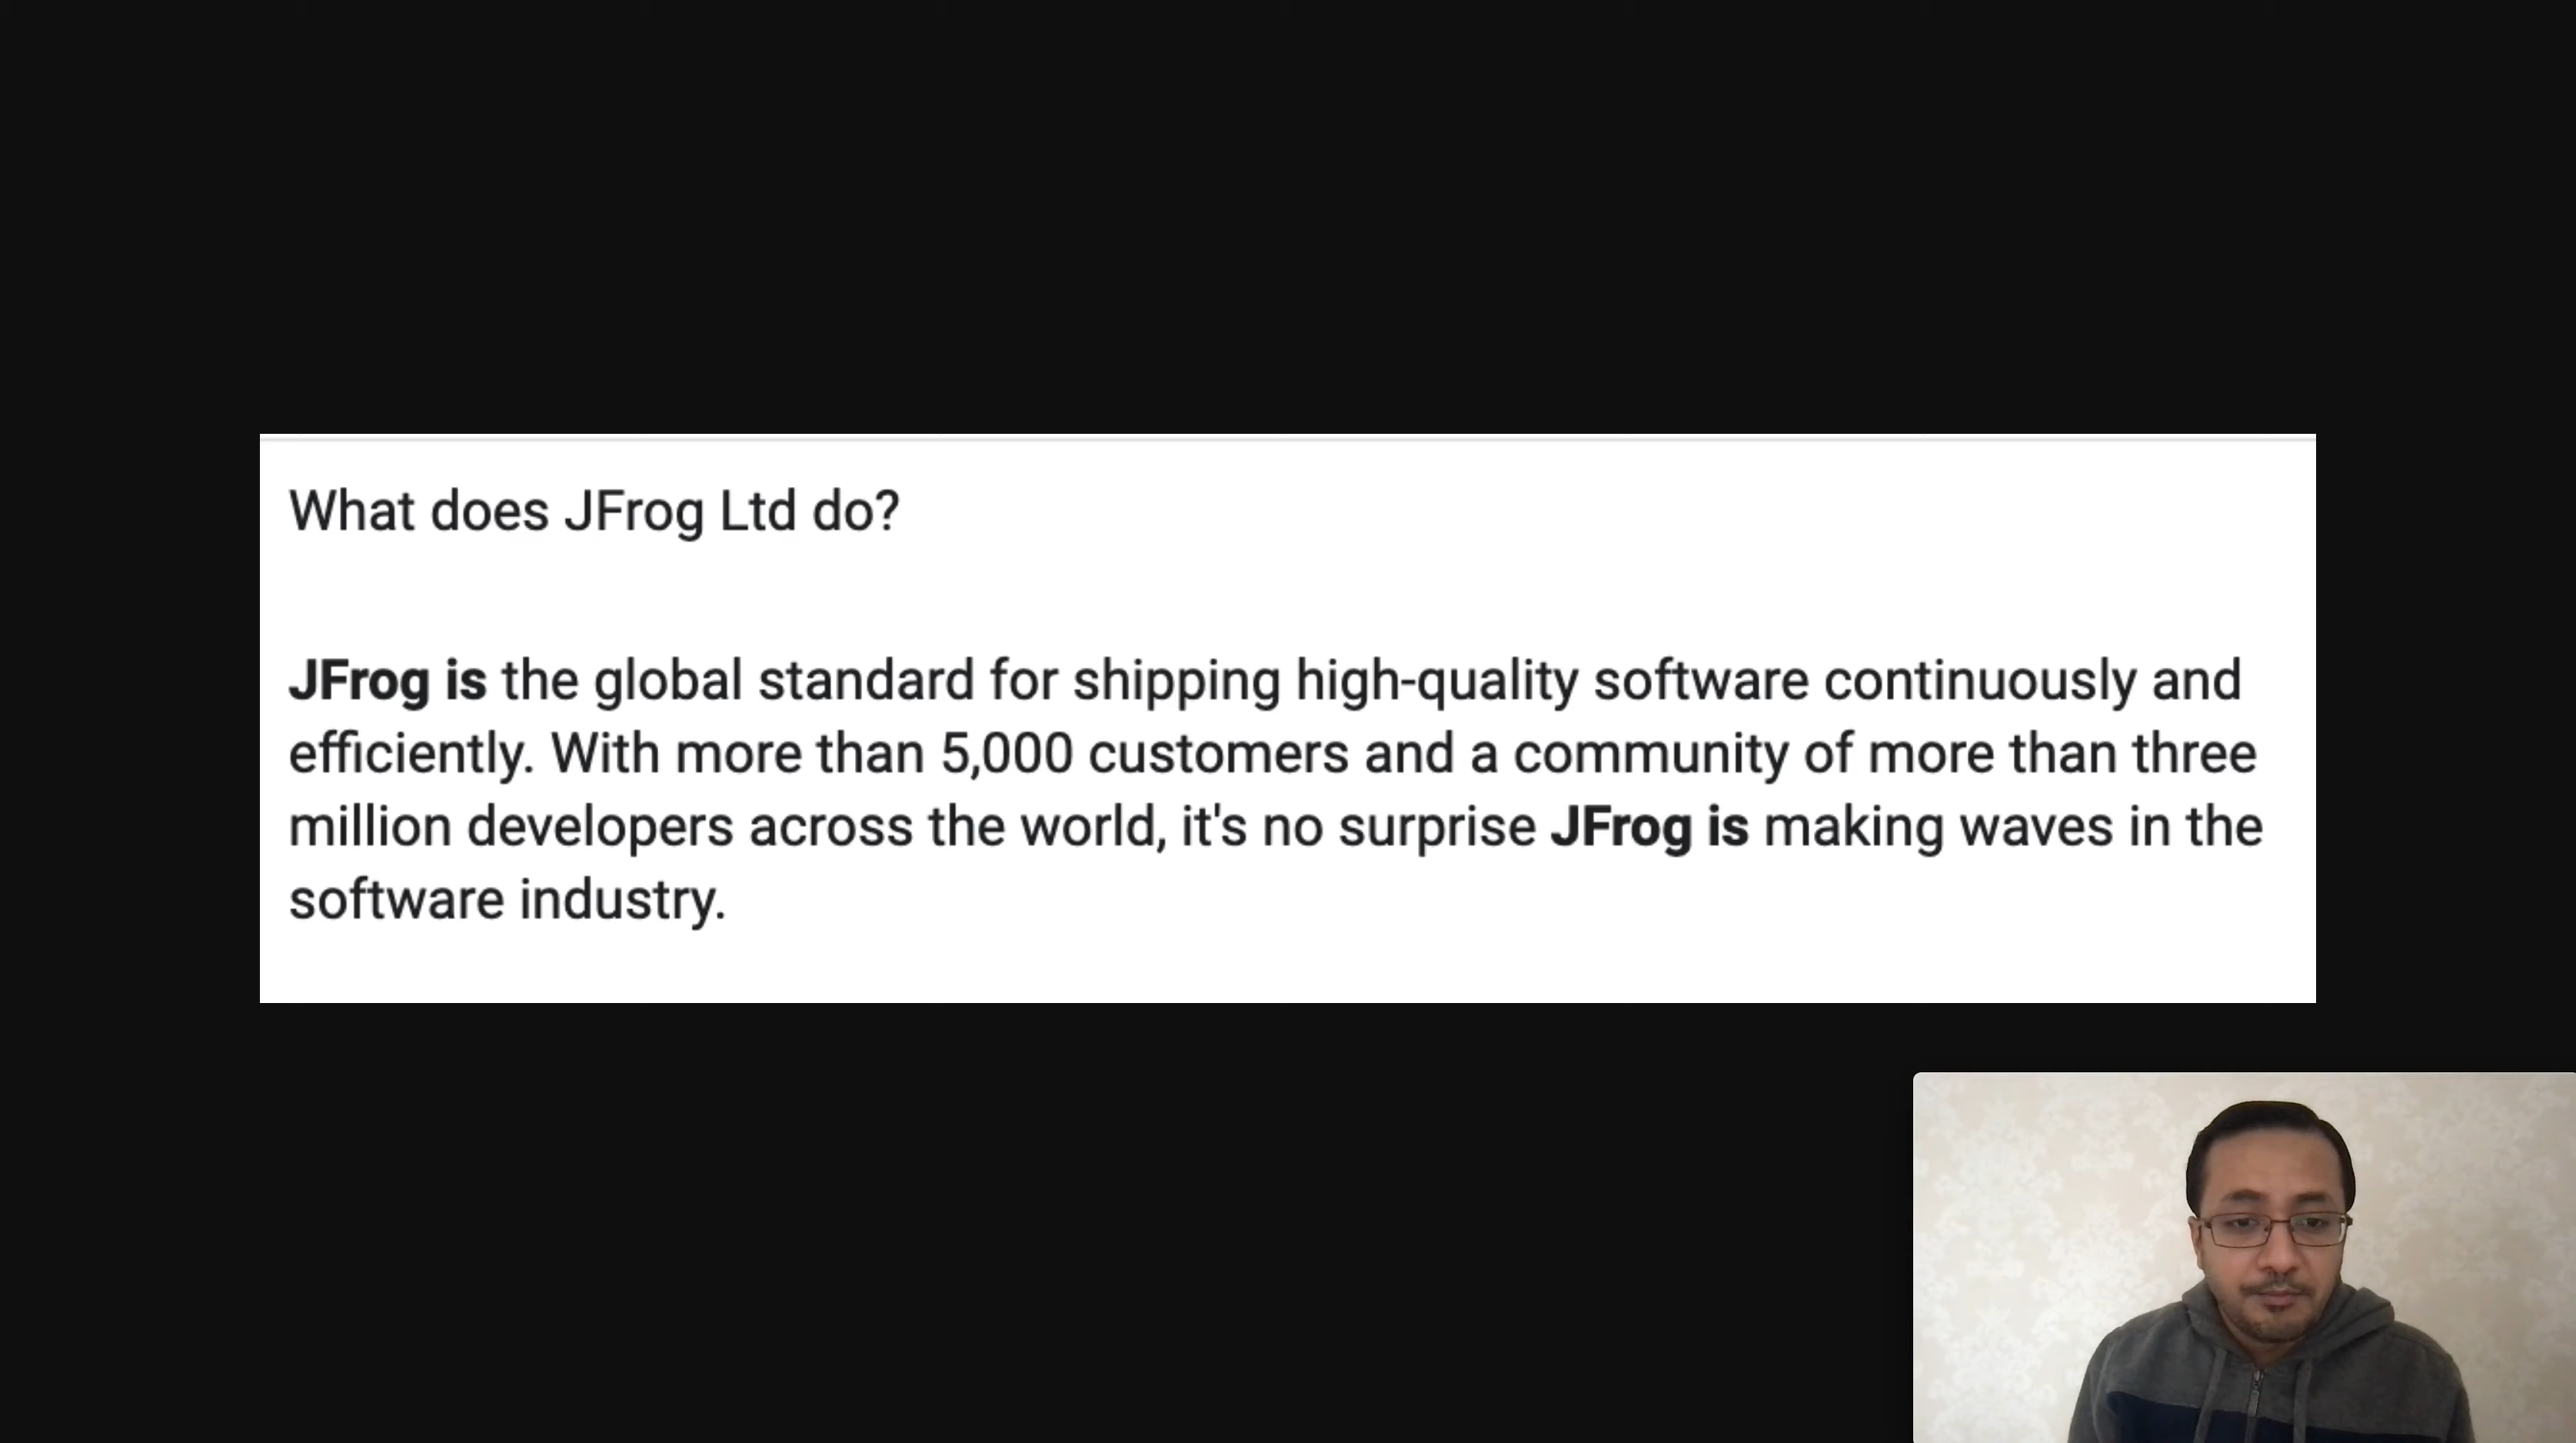 What does JFrog Ltd do?
JFrog is the global standard for shipping high-quality software continuously and
efficiently. With more than 5,000 customers and a community of more than three
million developers across the world, it's no surprise JFrog is making waves in the
software industry.